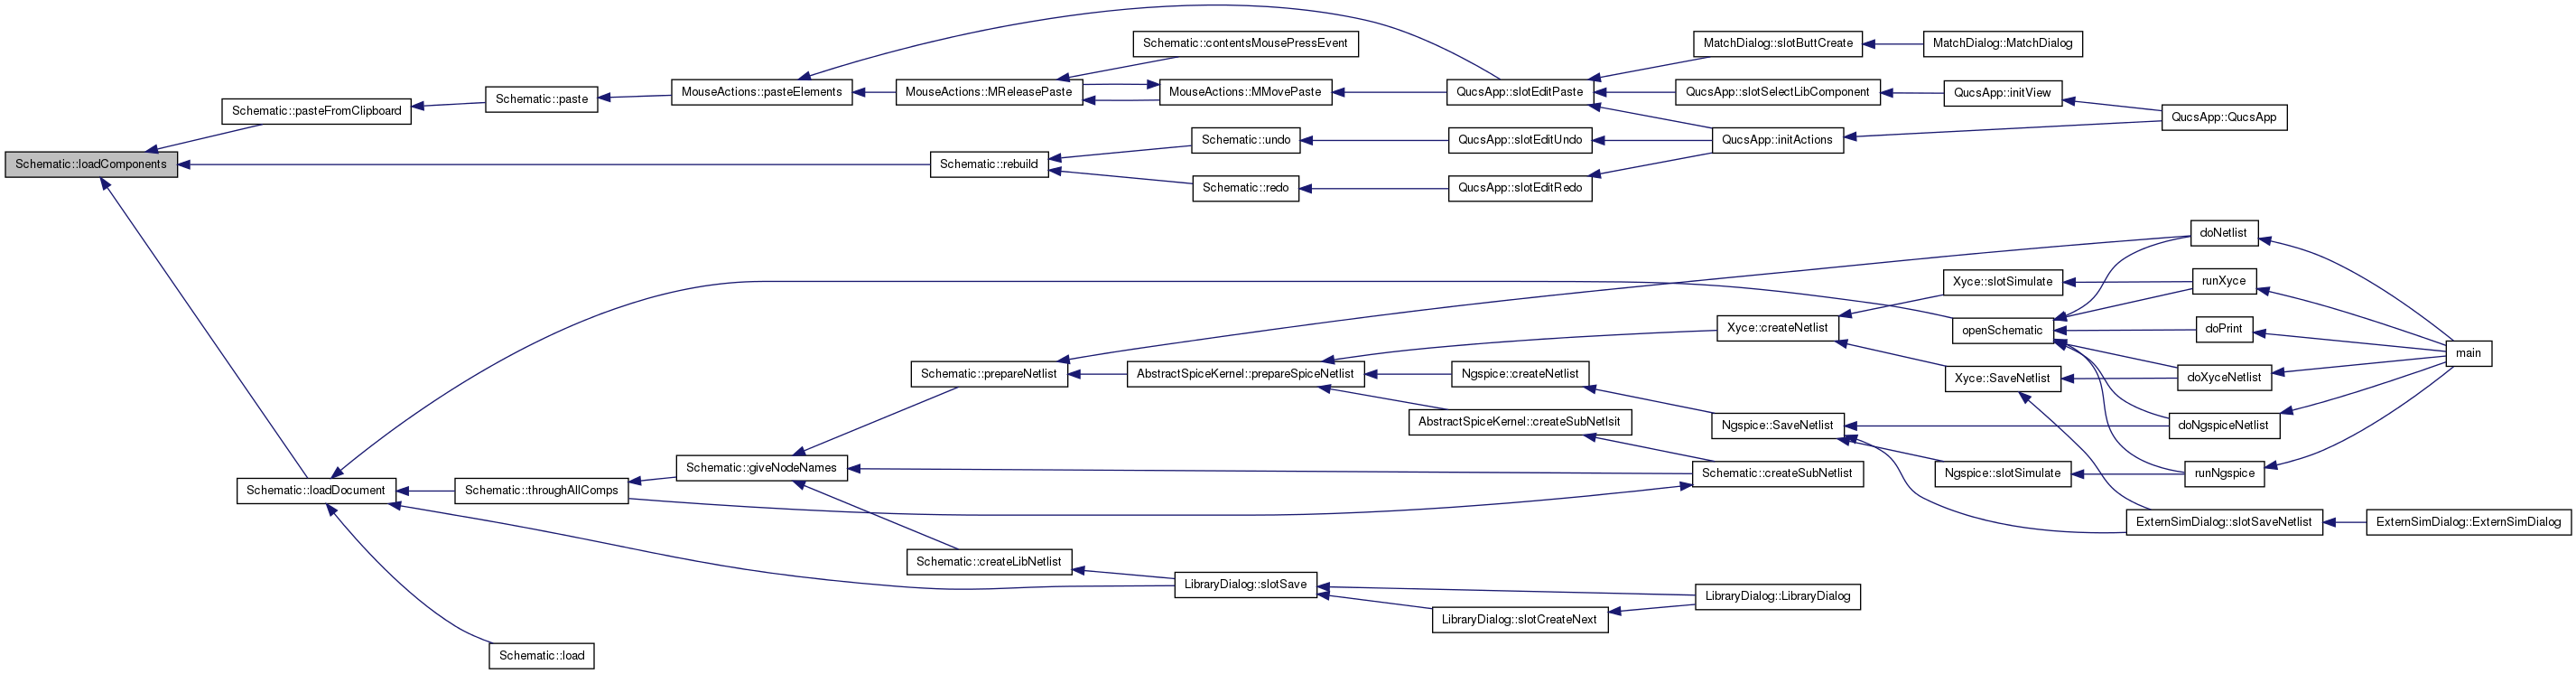 Schematic::contentsMousePressEvent
MatchDialog::slotButtCreate
MatchDialog::MatchDialog
Schematic::pasteFromClipboard
Schematic::paste
MouseActions::pasteElements
MouseActions::MReleasePaste
MouseActions::MMovePaste
QucsApp::slotEditPaste
QucsApp::slotSelectLibComponent
QucsApp::initView
QucsApp::QucsApp
Schematic::undo
QucsApp::slotEditUndo
QucsApp::initActions
Schematic::loadComponents
Schematic::rebuild
Schematic::redo
QucsApp::slotEditRedo
doNetlist
Xyce::slotSimulate
runXyce
Xyce::createNetlist
openSchematic
doPrint
main
Schematic::prepareNetlist
AbstractSpiceKernel::prepareSpiceNetlist
Ngspice::createNetlist
Xyce::SaveNetlist
doXyceNetlist
AbstractSpiceKernel::createSubNetlsit
Ngspice::SaveNetlist
doNgspiceNetlist
Schematic::giveNodeNames
Schematic::createSubNetlist
Ngspice::slotSimulate
runNgspice
Schematic::loadDocument
Schematic::throughAllComps
ExternSimDialog::slotSaveNetlist
ExternSimDialog::ExternSimDialog
Schematic::createLibNetlist
LibraryDialog::slotSave
LibraryDialog::LibraryDialog
LibraryDialog::slotCreateNext
Schematic::load